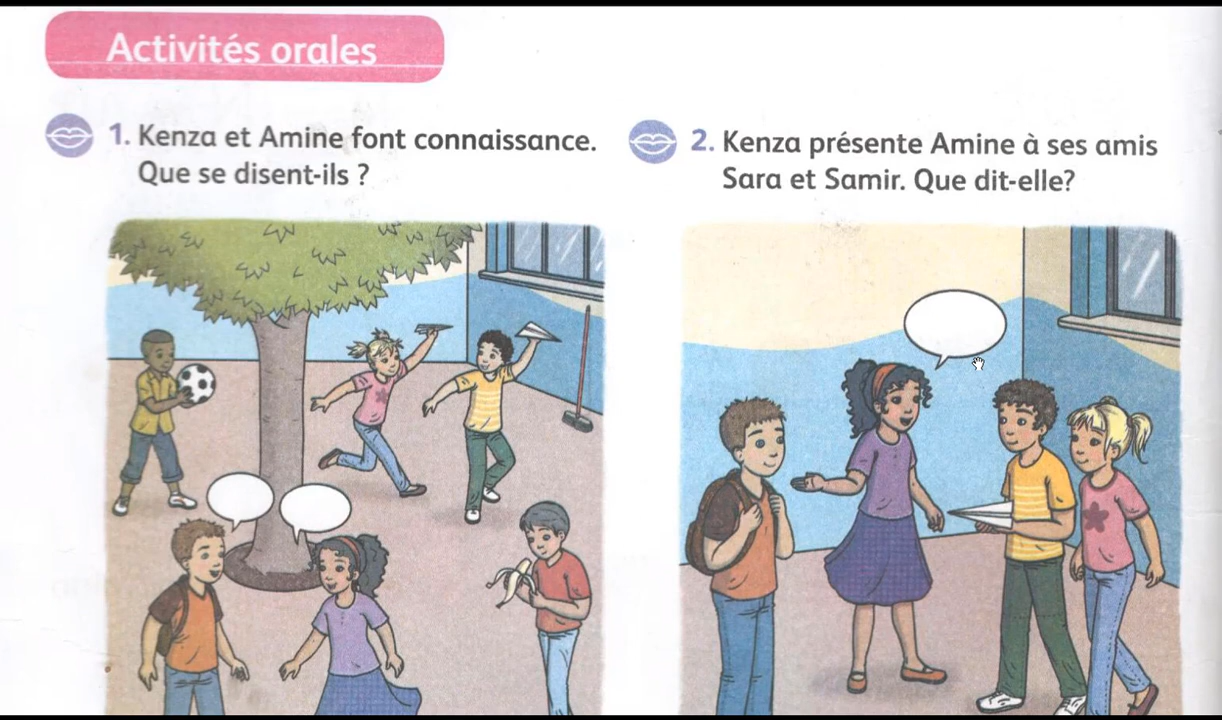 Activités orales
1. Kenza et Amine font connaissance.
Que se disent-ils ?
2. Kenza présente Amine à ses amis
Sara et Samir. Que dit-elle?